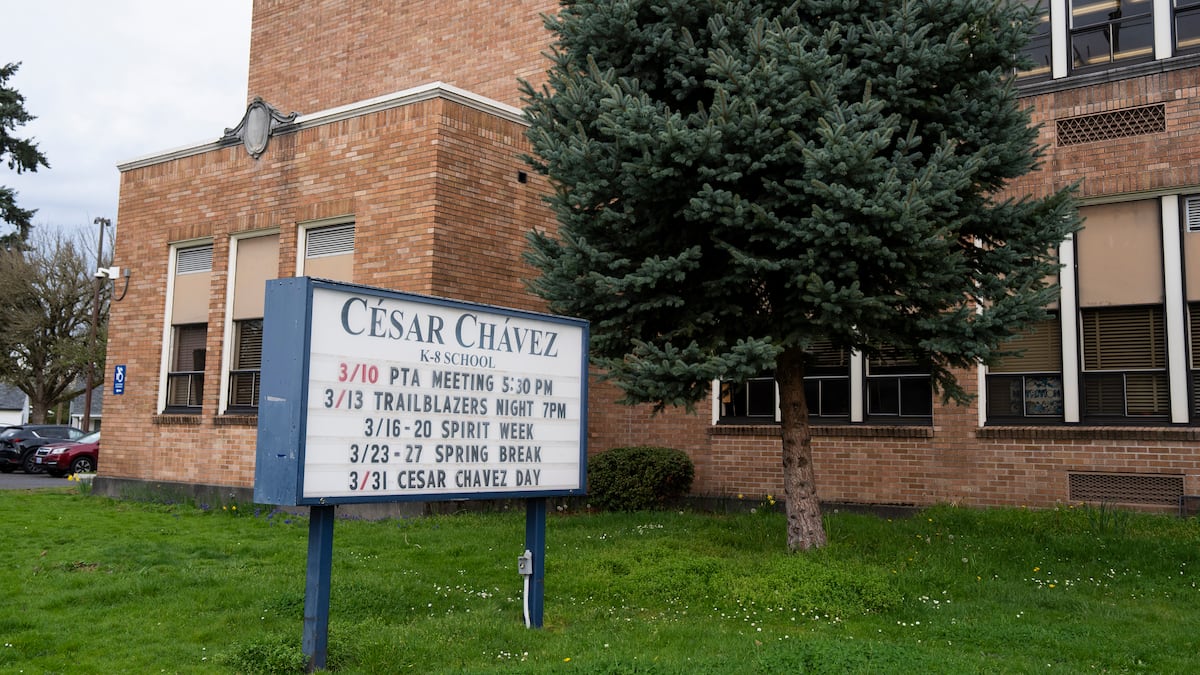 CÉSAR CHÁVEZ
K-8 SCHOOL
3/10 PTA MEETING 5:30 PM
3/13 TRAILBLAZERS NIGHT 7PM
3/16-20 SPIRIT WEEK
3/23-27 SPRING BREAK
3/31 CESAR CHAVEZ DAY